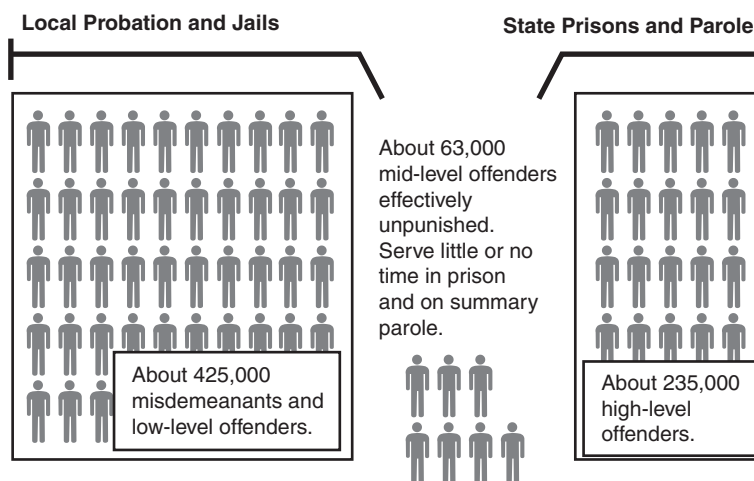 Local Probation and Jails
State Prisons and Parole
About 63,000
mid-level offenders
effectively
unpunished.
Serve little or no
time in prison
and on summary
parole.
About 425,000
misdemeanants and
low-level offenders.
About 235,000
high-level
offenders.